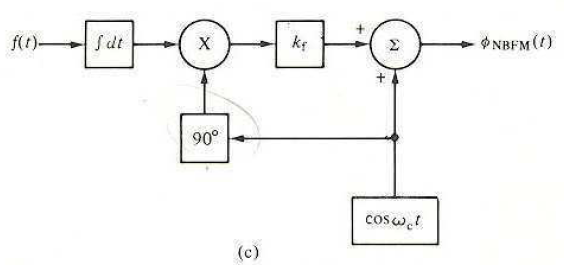 f(t)
∫ dt
X
k_f
+
Σ
ϕ_NBFM(t)
+
90°
cos ω_c t
(c)